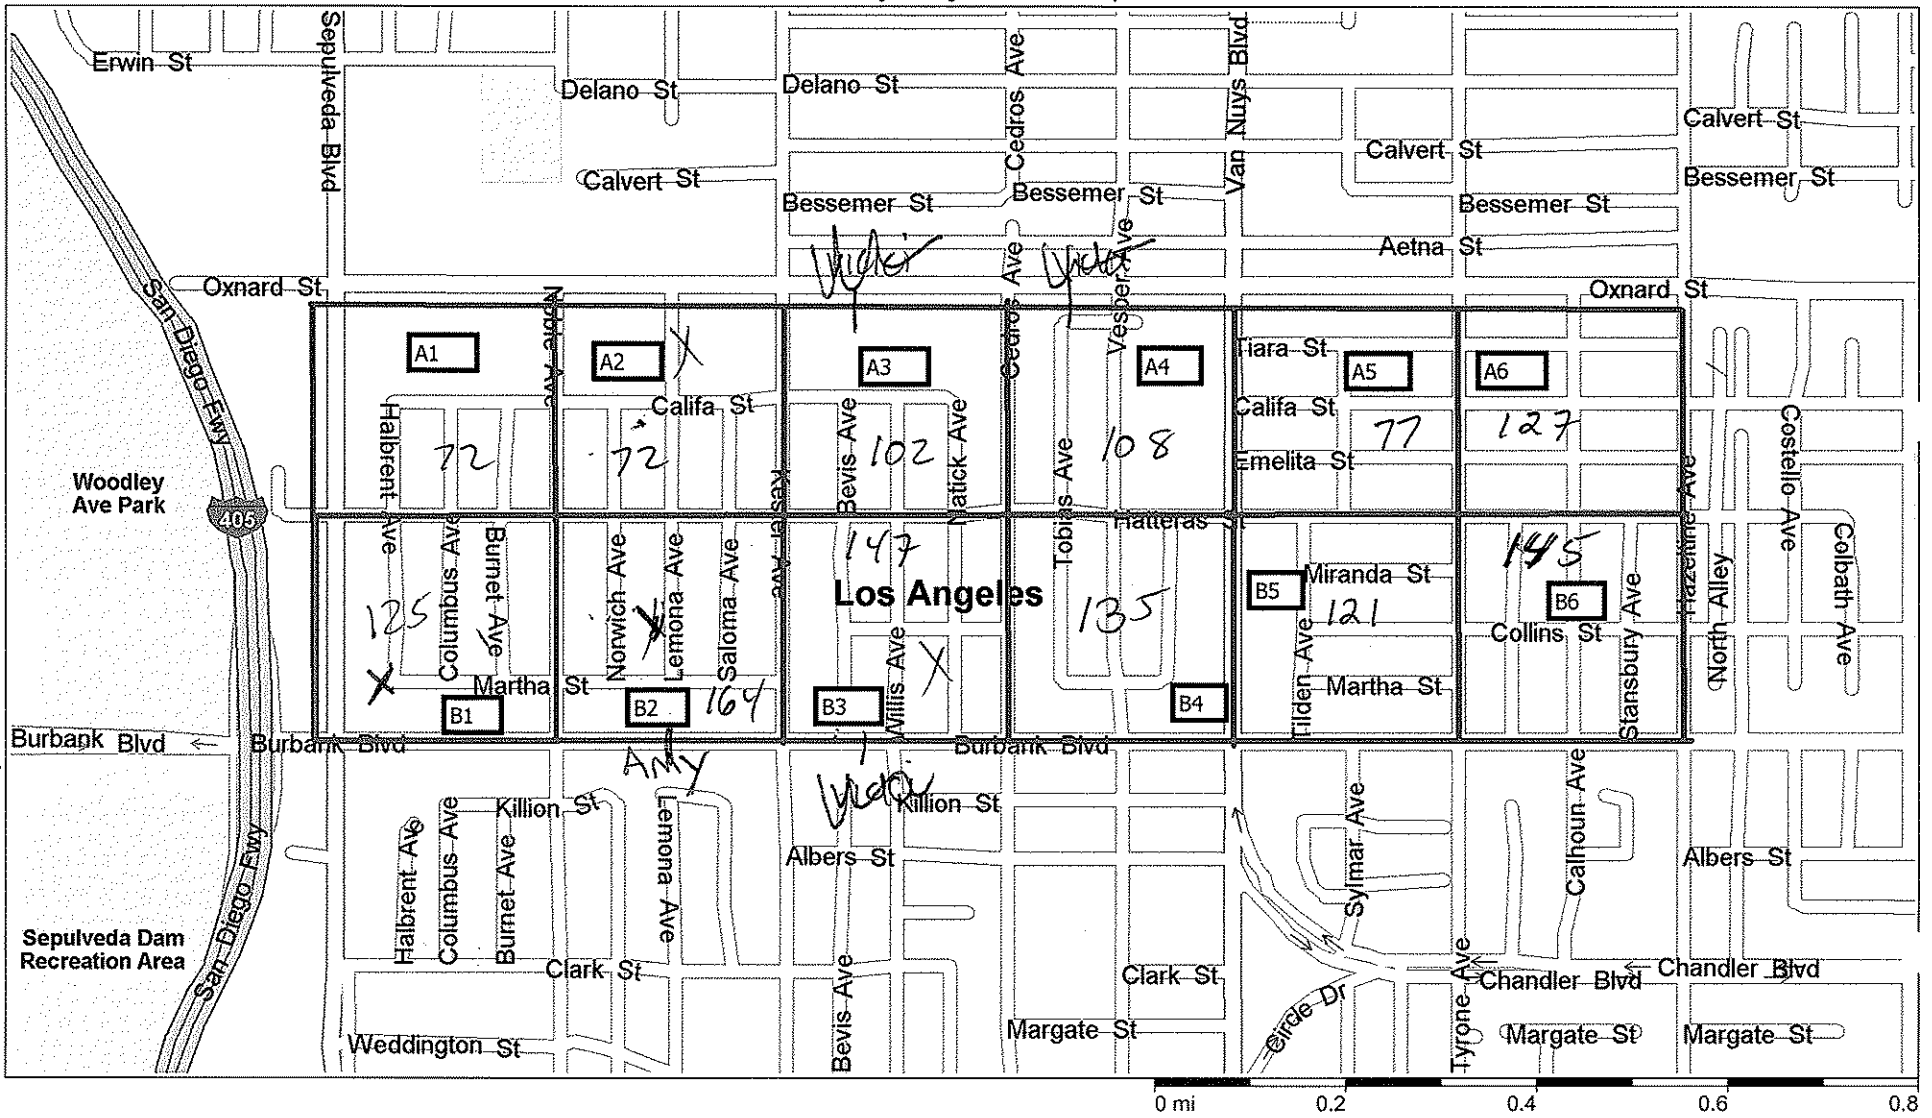 Erwin St
Sepulveda Blvd
Delano St
Delano St
Cedros Ave
Van Nuys Blvd
Calvert St
Calvert St
Calvert St
Bessemer St
Bessemer St
Bessemer St
Bessemer St
Aetna St
Oxnard St
Oxnard St
San Diego Fwy
Noble Ave
Cedros Ave
Vesper Ave
A1
A2
X
A3
A4
Tiara St
A5
A6
Califa St
Califa St
Halbrent Ave
72
72
Bevis Ave
102
Natick Ave
Tobias Ave
108
77
127
Emelita St
Costello Ave
Woodley
Ave Park
405
Kester Ave
Hatteras St
Hazeltine Ave
Columbus Ave
Burnet Ave
Norwich Ave
Lemona Ave
Saloma Ave
147
Los Angeles
135
B5
Miranda St
121
145
B6
Collins St
Stansbury Ave
North Alley
Colbath Ave
125
X
Martha St
B1
B2
164
B3
Willis Ave
X
B4
Tilden Ave
Martha St
Burbank Blvd
Burbank Blvd
Burbank Blvd
Amy
Killion St
Killion St
Lemona Ave
Halbrent Ave
Columbus Ave
Burnet Ave
Albers St
Sylmar Ave
Calhoun Ave
Albers St
San Diego Fwy
Sepulveda Dam
Recreation Area
Clark St
Bevis Ave
Clark St
Tyrone Ave
Chandler Blvd
Chandler Blvd
Circle Dr
Weddington St
Margate St
Margate St
Margate St
0 mi 0.2 0.4 0.6 0.8